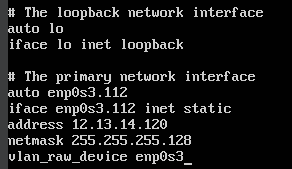 # The loopback network interface
auto lo
iface lo inet loopback

# The primary network interface
auto enp0s3.112
iface enp0s3.112 inet static
address 12.13.14.120
netmask 255.255.255.128
vlan_raw_device enp0s3_